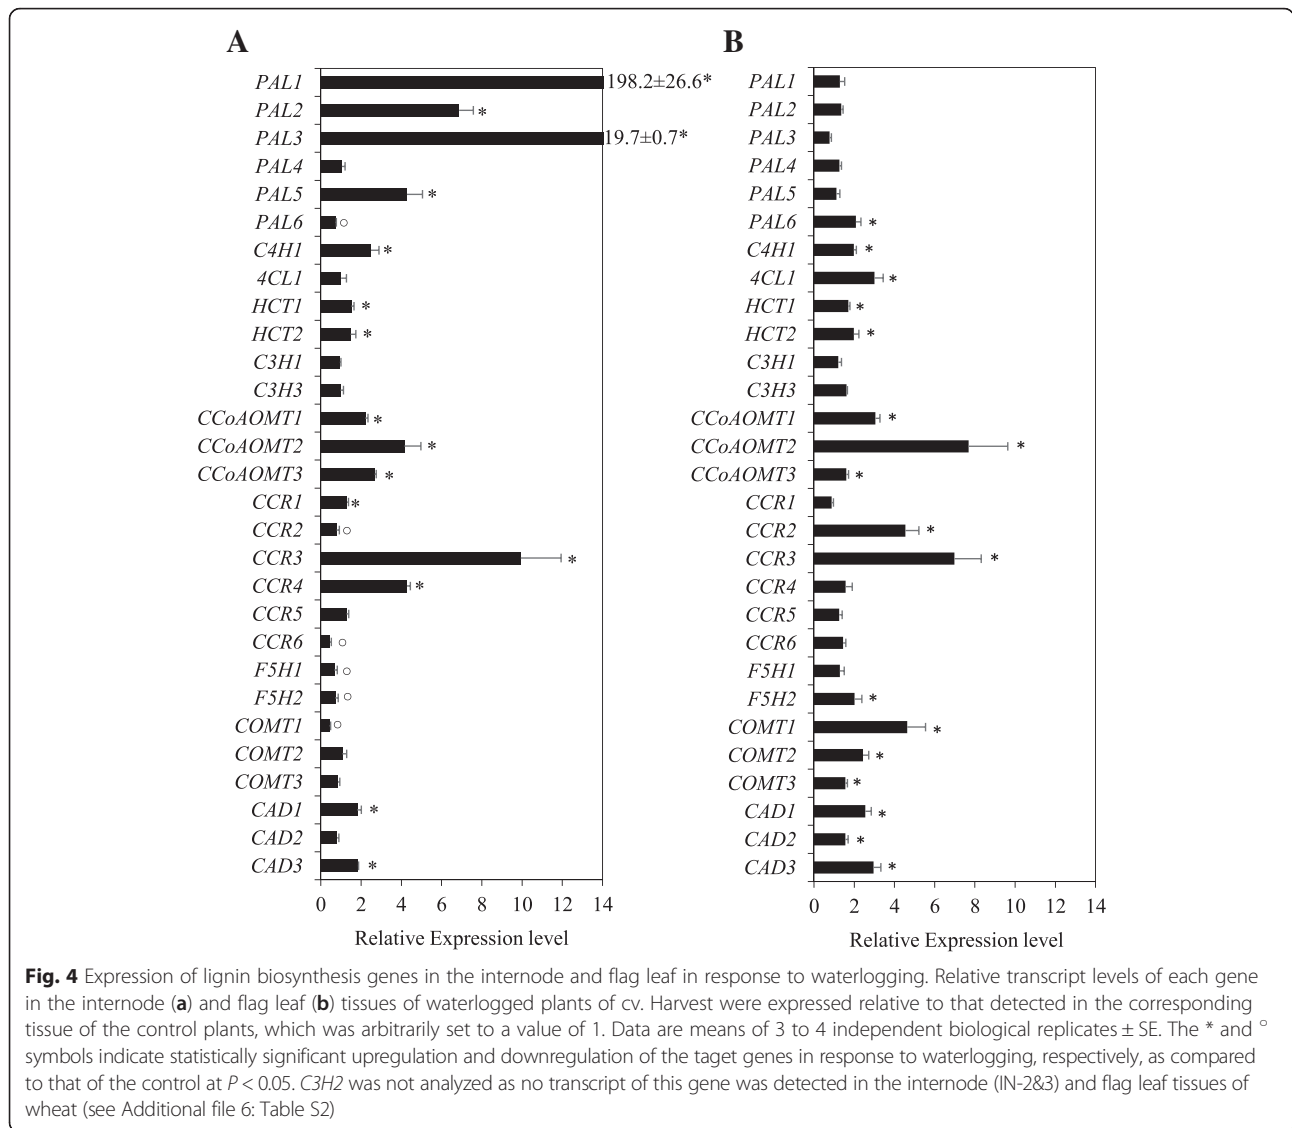 A
PAL1
198.2±26.6*
PAL2
*
PAL3
19.7±0.7*
PAL4
PAL5
*
PAL6
○
C4H1
*
4CL1
HCT1
*
HCT2
*
C3H1
C3H3
CCoAOMT1
*
CCoAOMT2
*
CCoAOMT3
*
CCR1
*
CCR2
○
CCR3
*
CCR4
*
CCR5
CCR6
○
F5H1
○
F5H2
○
COMT1
○
COMT2
COMT3
CAD1
*
CAD2
CAD3
*
0 2 4 6 8 10 12 14
Relative Expression level
B
PAL1
PAL2
PAL3
PAL4
PAL5
PAL6
*
C4H1
*
4CL1
*
HCT1
*
HCT2
*
C3H1
C3H3
CCoAOMT1
*
CCoAOMT2
*
CCoAOMT3
*
CCR1
CCR2
*
CCR3
*
CCR4
CCR5
CCR6
F5H1
F5H2
*
COMT1
*
COMT2
*
COMT3
*
CAD1
*
CAD2
*
CAD3
*
0 2 4 6 8 10 12 14
Relative Expression level
Fig. 4 Expression of lignin biosynthesis genes in the internode and flag leaf in response to waterlogging. Relative transcript levels of each gene
in the internode (a) and flag leaf (b) tissues of waterlogged plants of cv. Harvest were expressed relative to that detected in the corresponding
tissue of the control plants, which was arbitrarily set to a value of 1. Data are means of 3 to 4 independent biological replicates ± SE. The * and ○
symbols indicate statistically significant upregulation and downregulation of the taget genes in response to waterlogging, respectively, as compared
to that of the control at P < 0.05. C3H2 was not analyzed as no transcript of this gene was detected in the internode (IN-2&3) and flag leaf tissues of
wheat (see Additional file 6: Table S2)